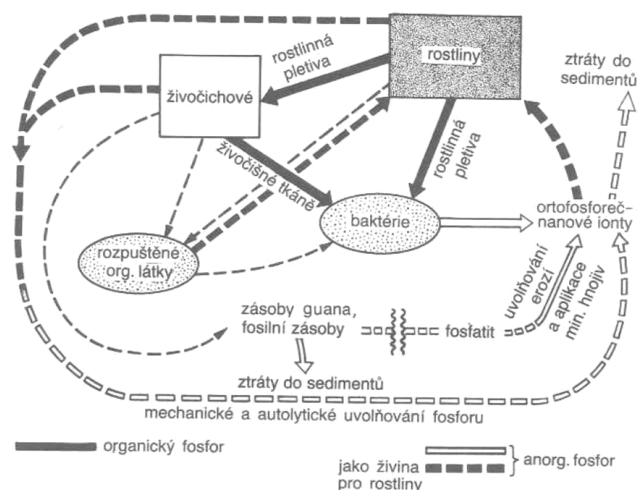 rostlinná
pletiva
rostliny
ztráty do
sedimentů
živočichové
živočišné tkáně
rostlinná
pletiva
baktérie
ortofosforeč-
nanové ionty
rozpuštěné
org. látky
uvolňování
erozí
a aplikace
min. hnojiv
zásoby guana,
fosilní zásoby
fosfatit
ztráty do sedimentů
mechanické a autolytické uvolňování fosforu
organický fosfor
anorg. fosfor
jako živina
pro rostliny